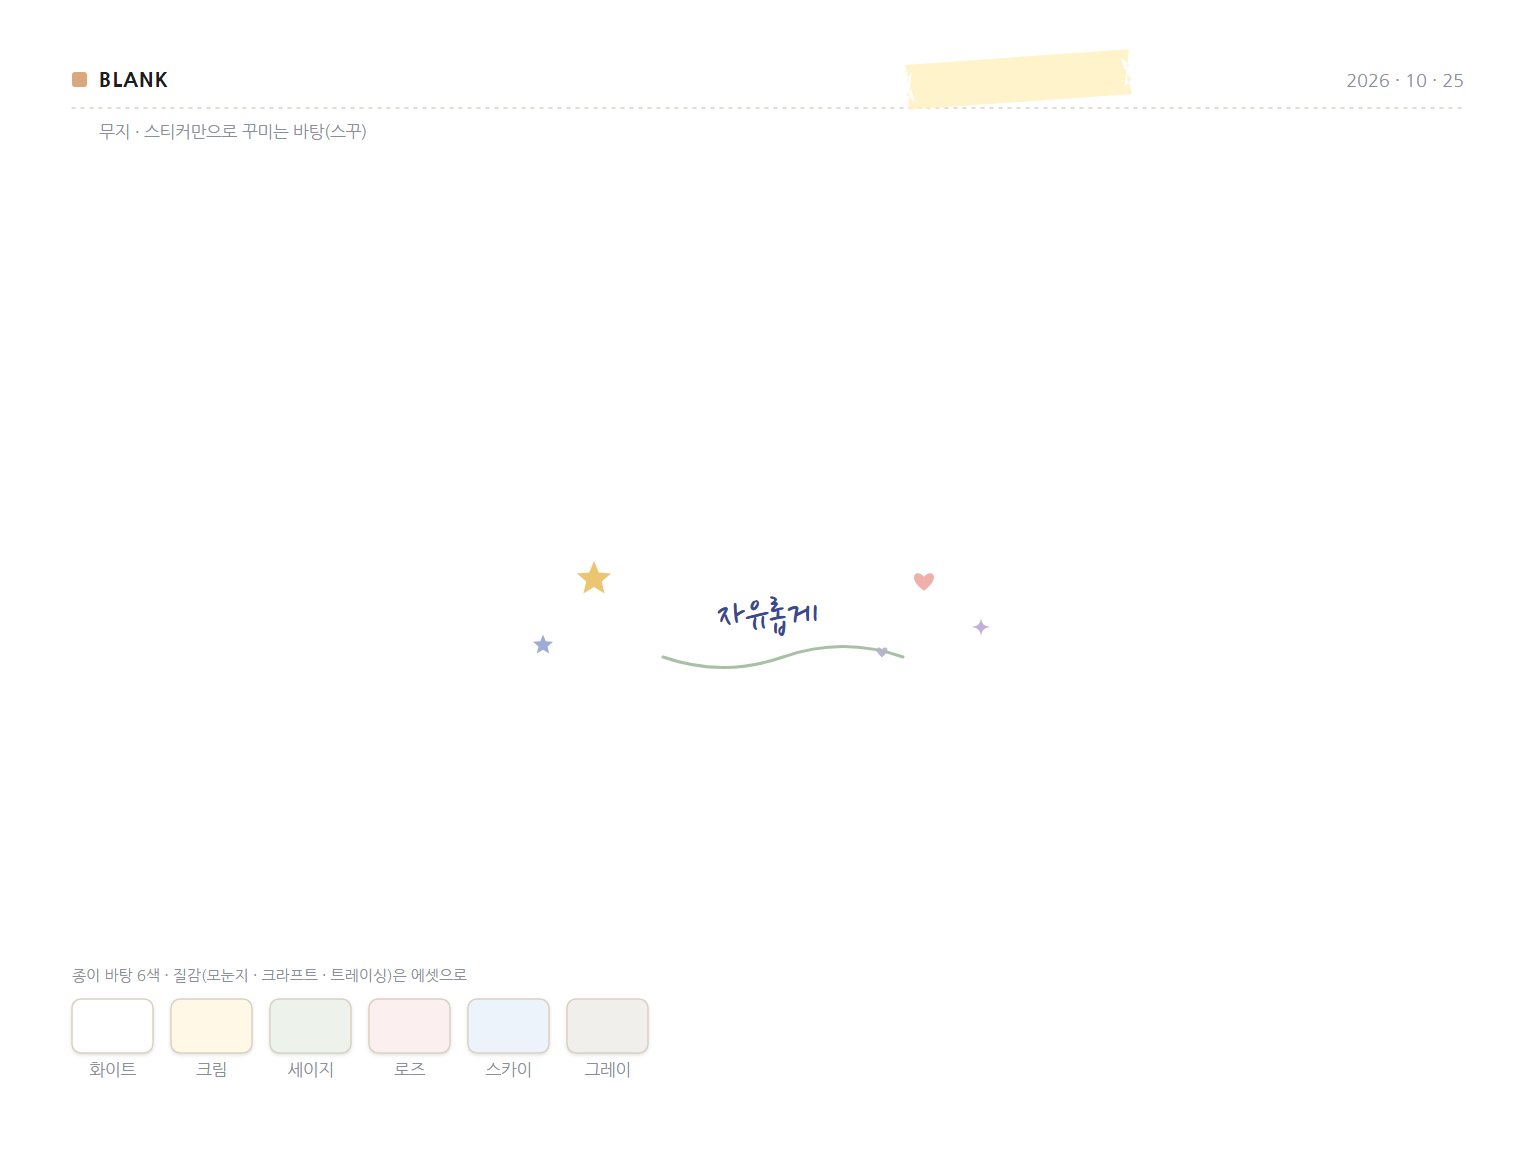 BLANK
2026 · 10 · 25
무지 · 스티커만으로 꾸미는 바탕(스꾸)
자유롭게
종이 바탕 6색 · 질감(모눈지 · 크라프트 · 트레이싱)은 에셋으로
화이트 크림 세이지 로즈 스카이 그레이